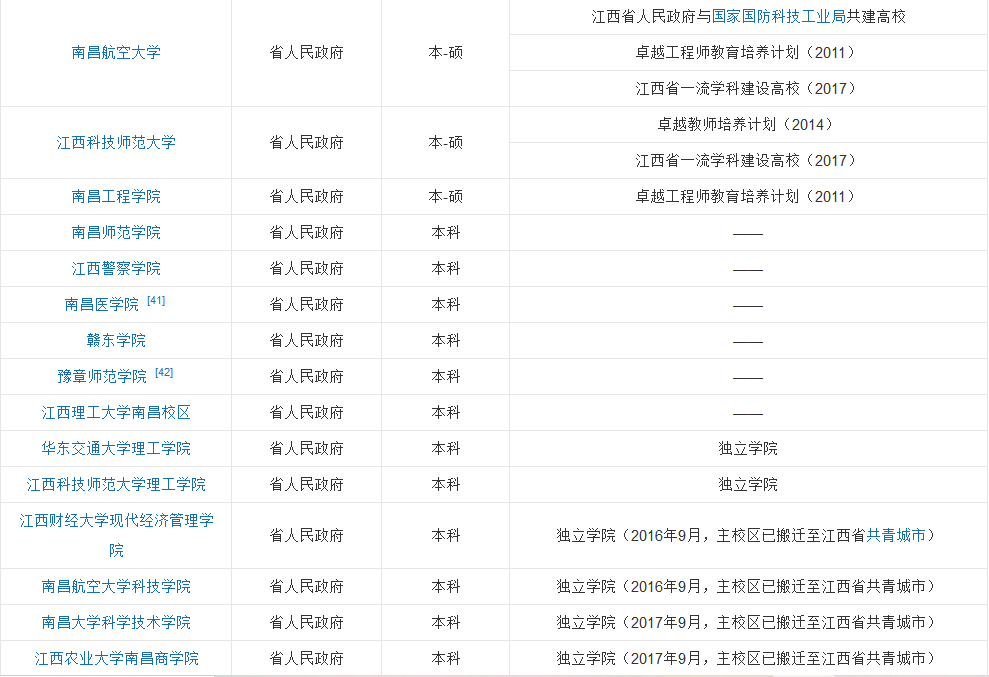 江西省人民政府与国家国防科技工业局共建高校
南昌航空大学 省人民政府 本-硕 卓越工程师教育培养计划（2011）
江西省一流学科建设高校（2017）
卓越教师培养计划（2014）
江西科技师范大学 省人民政府 本-硕
江西省一流学科建设高校（2017）
南昌工程学院 省人民政府 本-硕 卓越工程师教育培养计划（2011）
南昌师范学院 省人民政府 本科 ——
江西警察学院 省人民政府 本科 ——
南昌医学院 [41] 省人民政府 本科 ——
赣东学院 省人民政府 本科 ——
豫章师范学院 [42] 省人民政府 本科 ——
江西理工大学南昌校区 省人民政府 本科 ——
华东交通大学理工学院 省人民政府 本科 独立学院
江西科技师范大学理工学院 省人民政府 本科 独立学院
江西财经大学现代经济管理学
院 省人民政府 本科 独立学院（2016年9月，主校区已搬迁至江西省共青城市）
南昌航空大学科技学院 省人民政府 本科 独立学院（2016年9月，主校区已搬迁至江西省共青城市）
南昌大学科学技术学院 省人民政府 本科 独立学院（2017年9月，主校区已搬迁至江西省共青城市）
江西农业大学南昌商学院 省人民政府 本科 独立学院（2017年9月，主校区已搬迁至江西省共青城市）